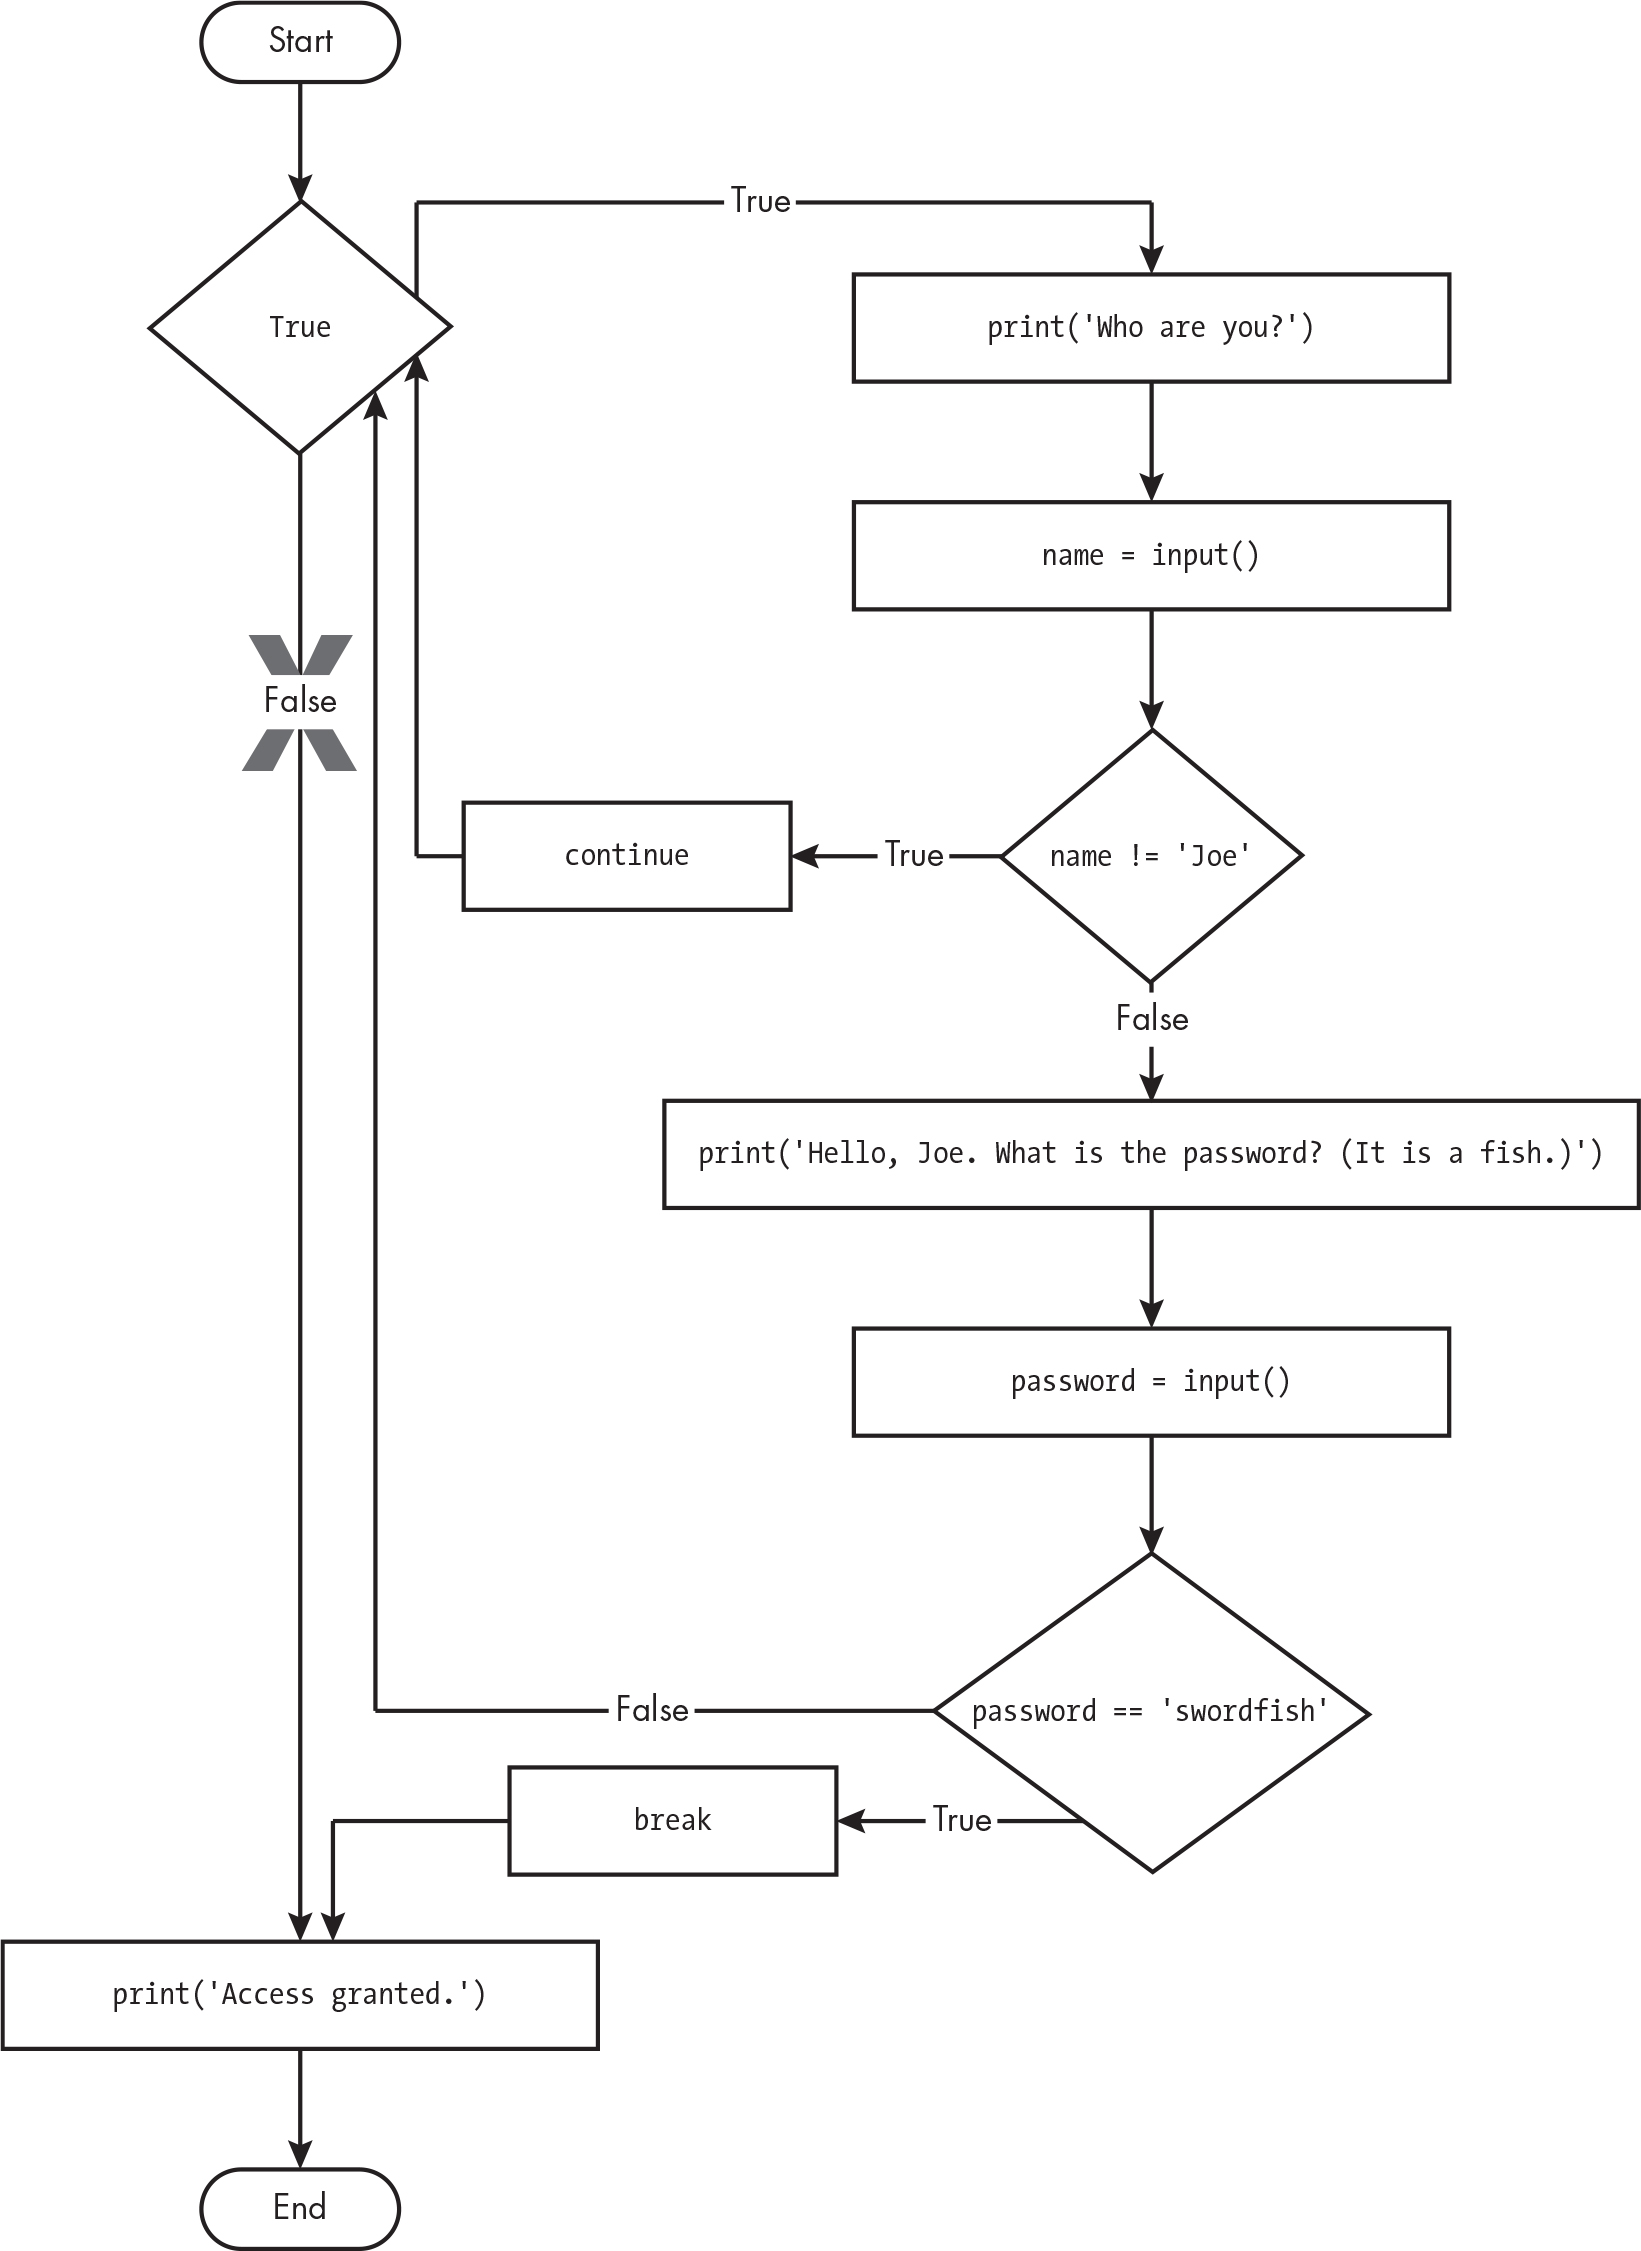 Start
True
True
print('Who are you?')
name = input()
False
continue
True
name != 'Joe'
False
print('Hello, Joe. What is the password? (It is a fish.)')
password = input()
False
password == 'swordfish'
break
True
print('Access granted.')
End